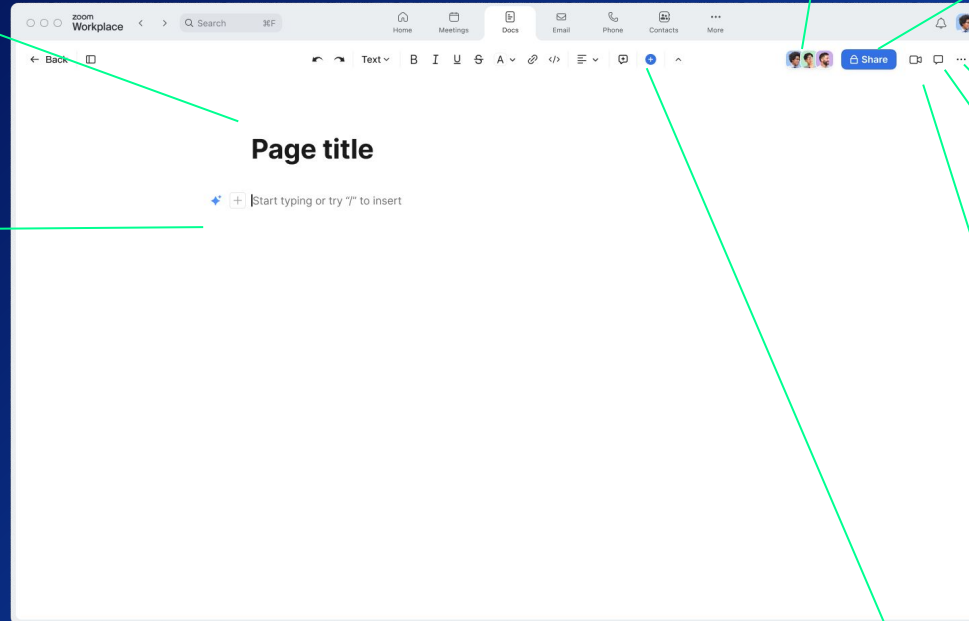 zoom
Workplace
Search ⌘F
Home Meetings Docs Email Phone Contacts More
Back Text B I U S A </> Share
Page title
+ Start typing or try “/” to insert